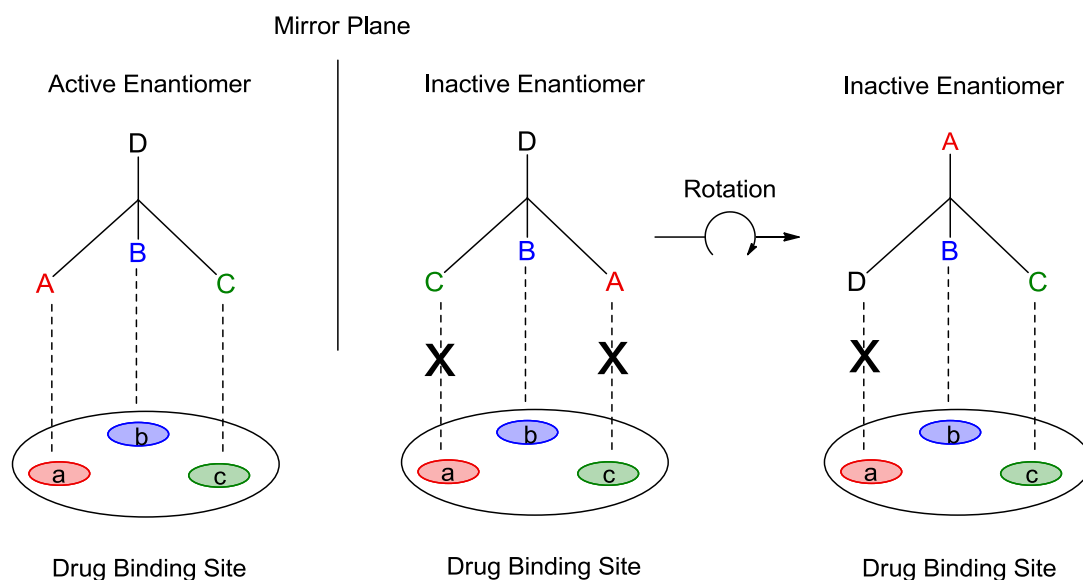 Mirror Plane
Active Enantiomer
Inactive Enantiomer
Inactive Enantiomer
D
D
A
Rotation
B
B
B
A
C
C
A
D
C
X
X
X
b
b
b
a
c
a
c
a
c
Drug Binding Site
Drug Binding Site
Drug Binding Site